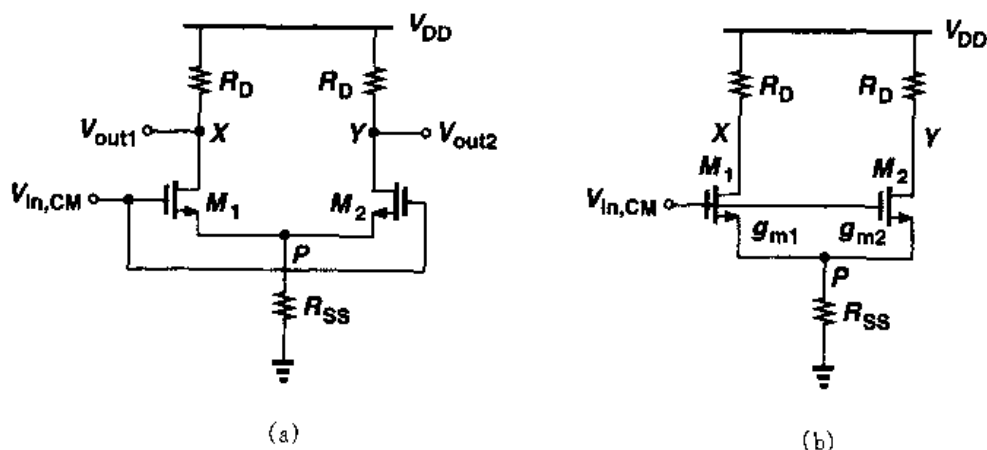 V_DD
R_D
R_D
V_out1
X
Y
V_out2
V_in,CM
M_1
M_2
P
R_SS
(a)
V_DD
R_D
R_D
X
Y
M_1
M_2
V_in,CM
g_m1
g_m2
P
R_SS
(b)